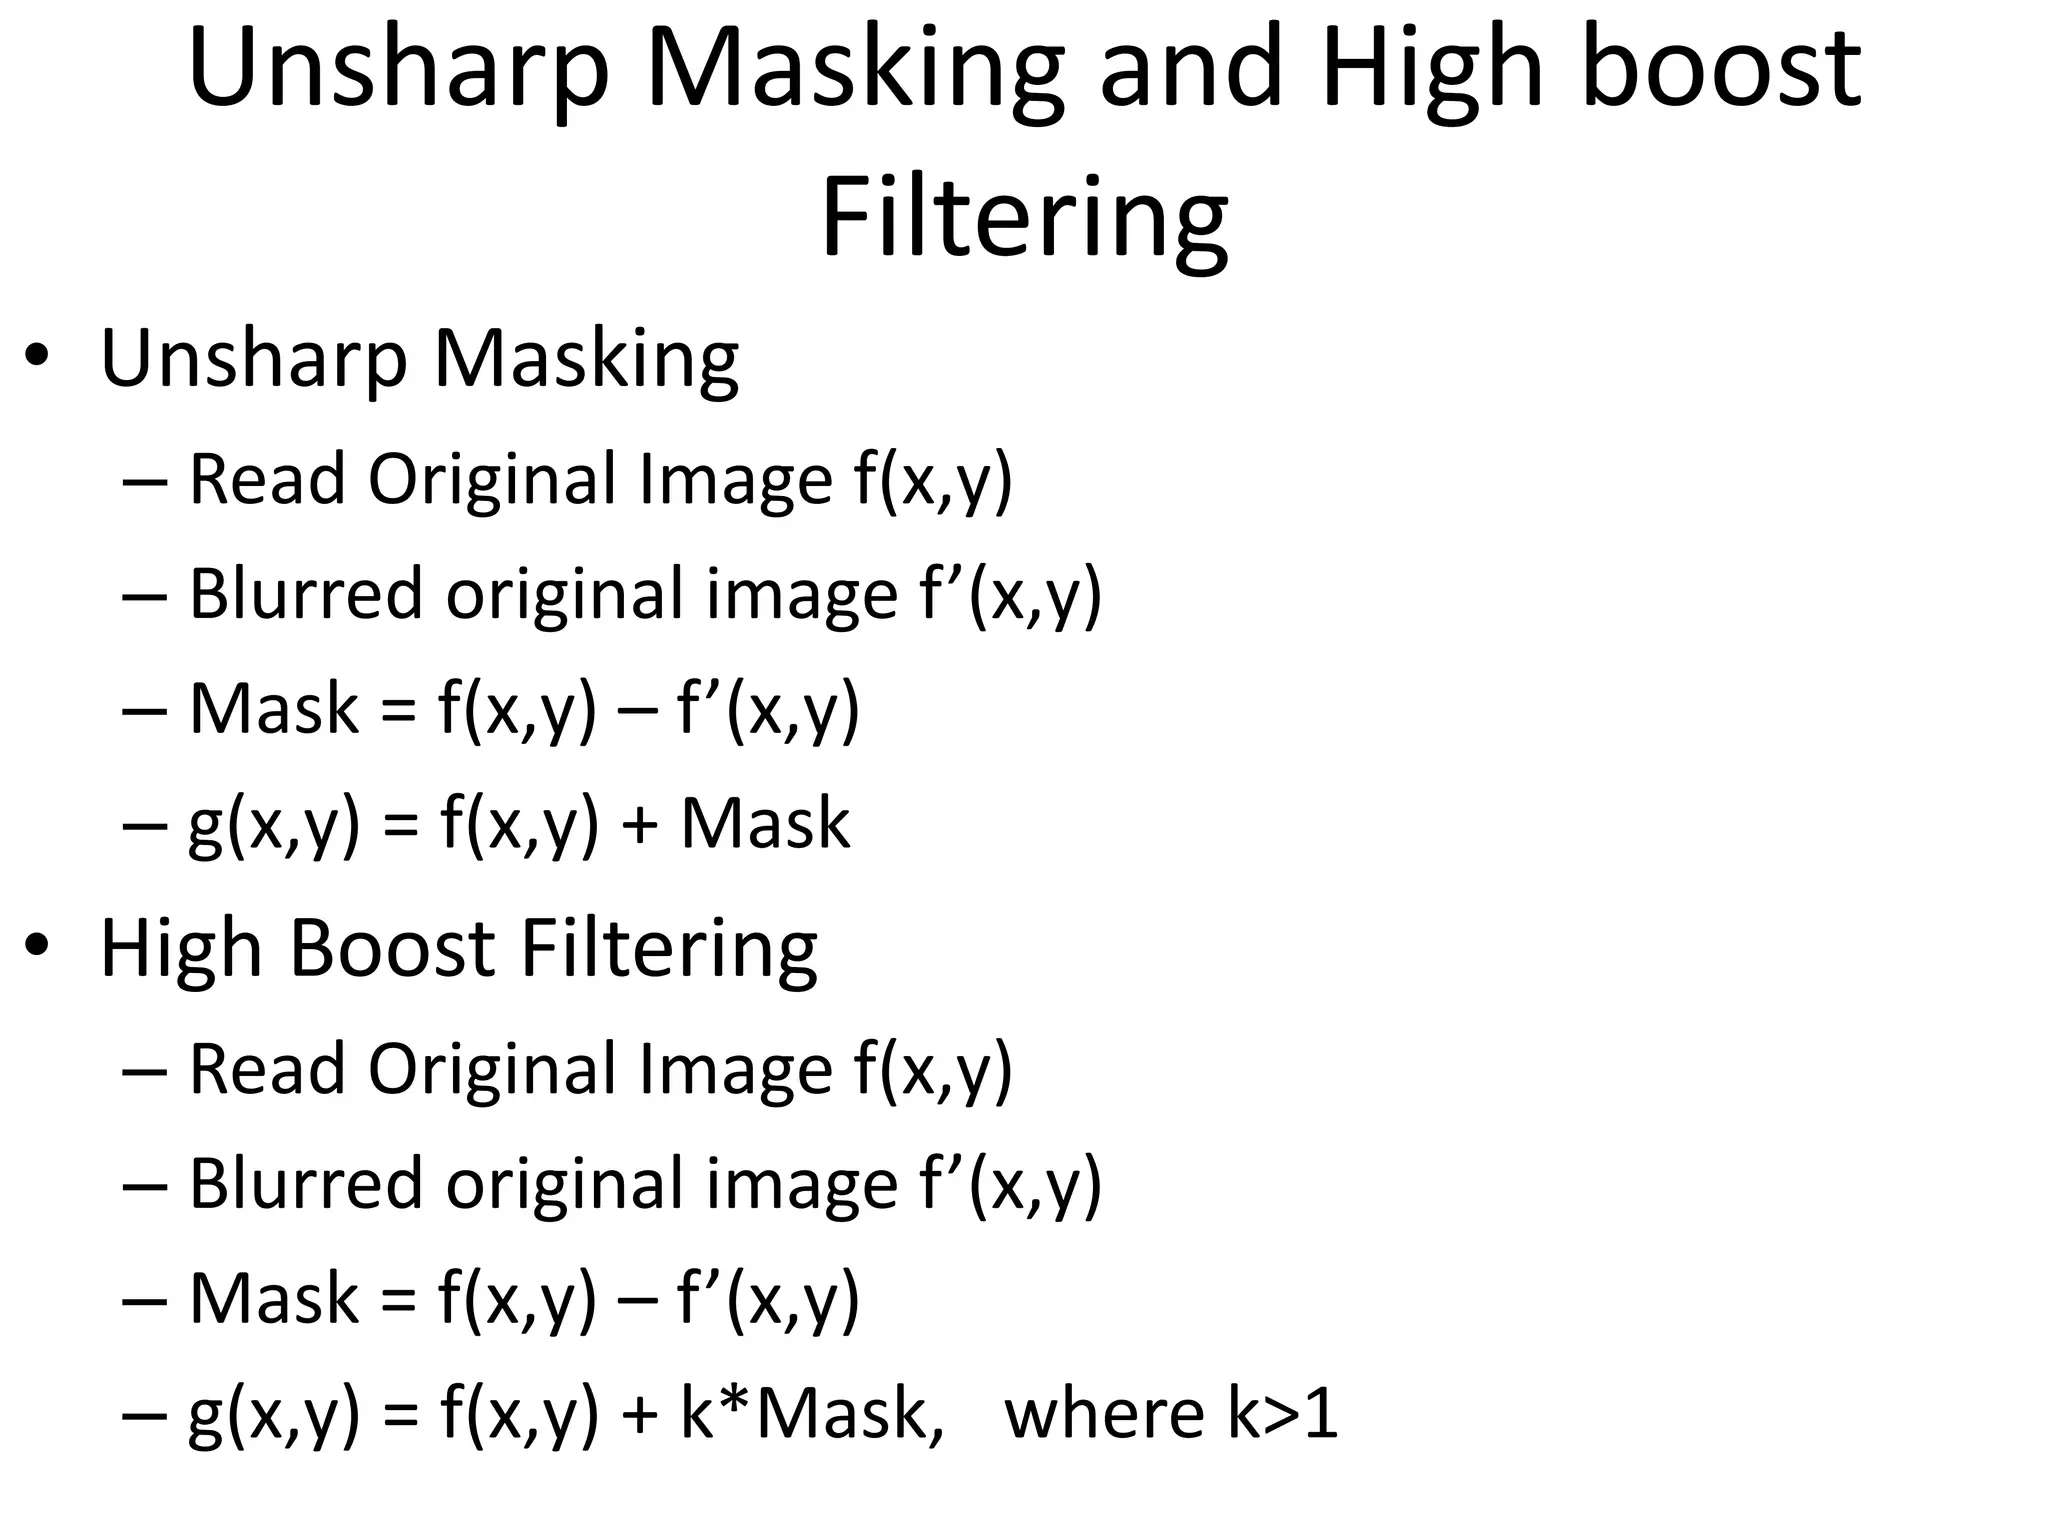 Unsharp Masking and High boost
Filtering
• Unsharp Masking
– Read Original Image f(x,y)
– Blurred original image f’(x,y)
– Mask = f(x,y) – f’(x,y)
– g(x,y) = f(x,y) + Mask
• High Boost Filtering
– Read Original Image f(x,y)
– Blurred original image f’(x,y)
– Mask = f(x,y) – f’(x,y)
– g(x,y) = f(x,y) + k*Mask, where k>1